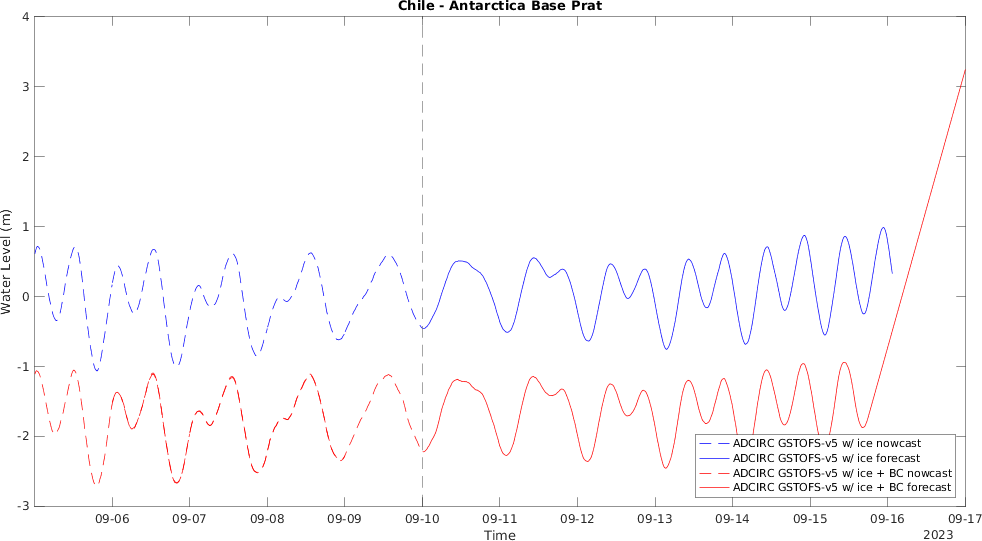 Chile - Antarctica Base Prat
4
3
2
1
0
-1
-2
-3
Water Level (m)
ADCIRC GSTOFS-v5 w/ ice nowcast
ADCIRC GSTOFS-v5 w/ ice forecast
ADCIRC GSTOFS-v5 w/ ice + BC nowcast
ADCIRC GSTOFS-v5 w/ ice + BC forecast
09-06 09-07 09-08 09-09 09-10 09-11 09-12 09-13 09-14 09-15 09-16 09-17
Time
2023